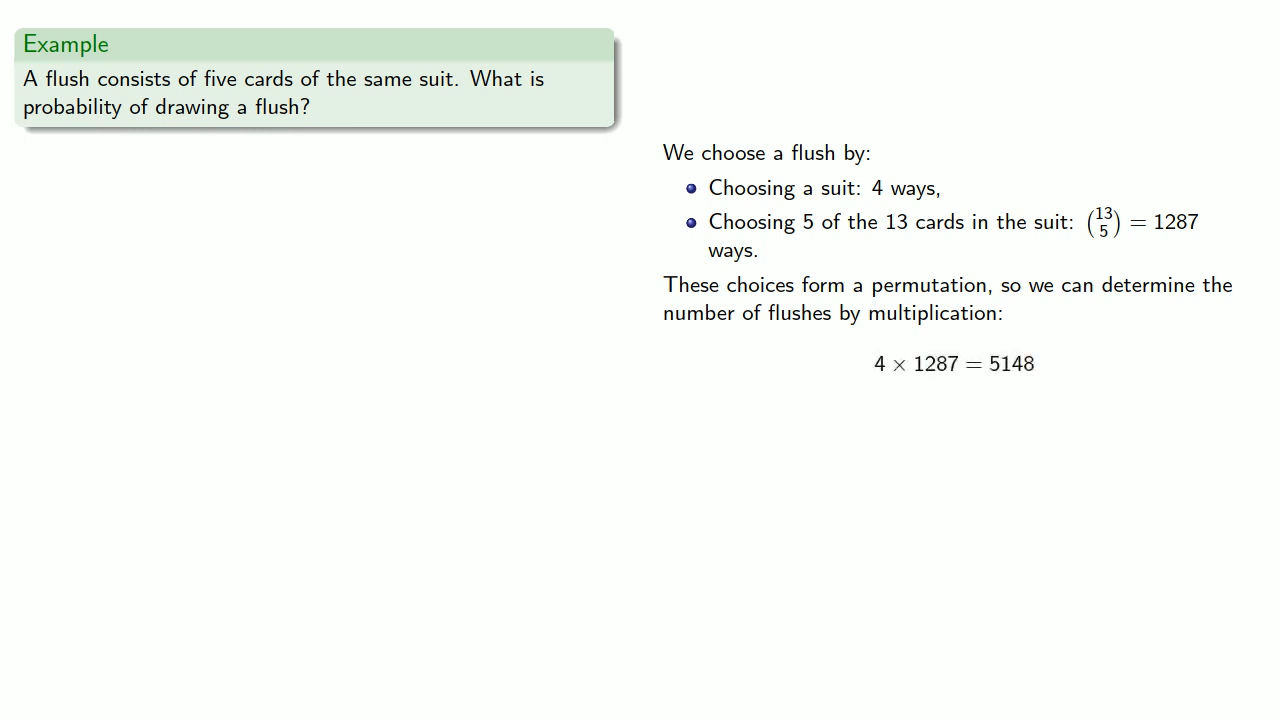 Example
A flush consists of five cards of the same suit. What is
probability of drawing a flush?
We choose a flush by:
Choosing a suit: 4 ways,
Choosing 5 of the 13 cards in the suit: (13 5) = 1287
ways.
These choices form a permutation, so we can determine the
number of flushes by multiplication:
4 × 1287 = 5148